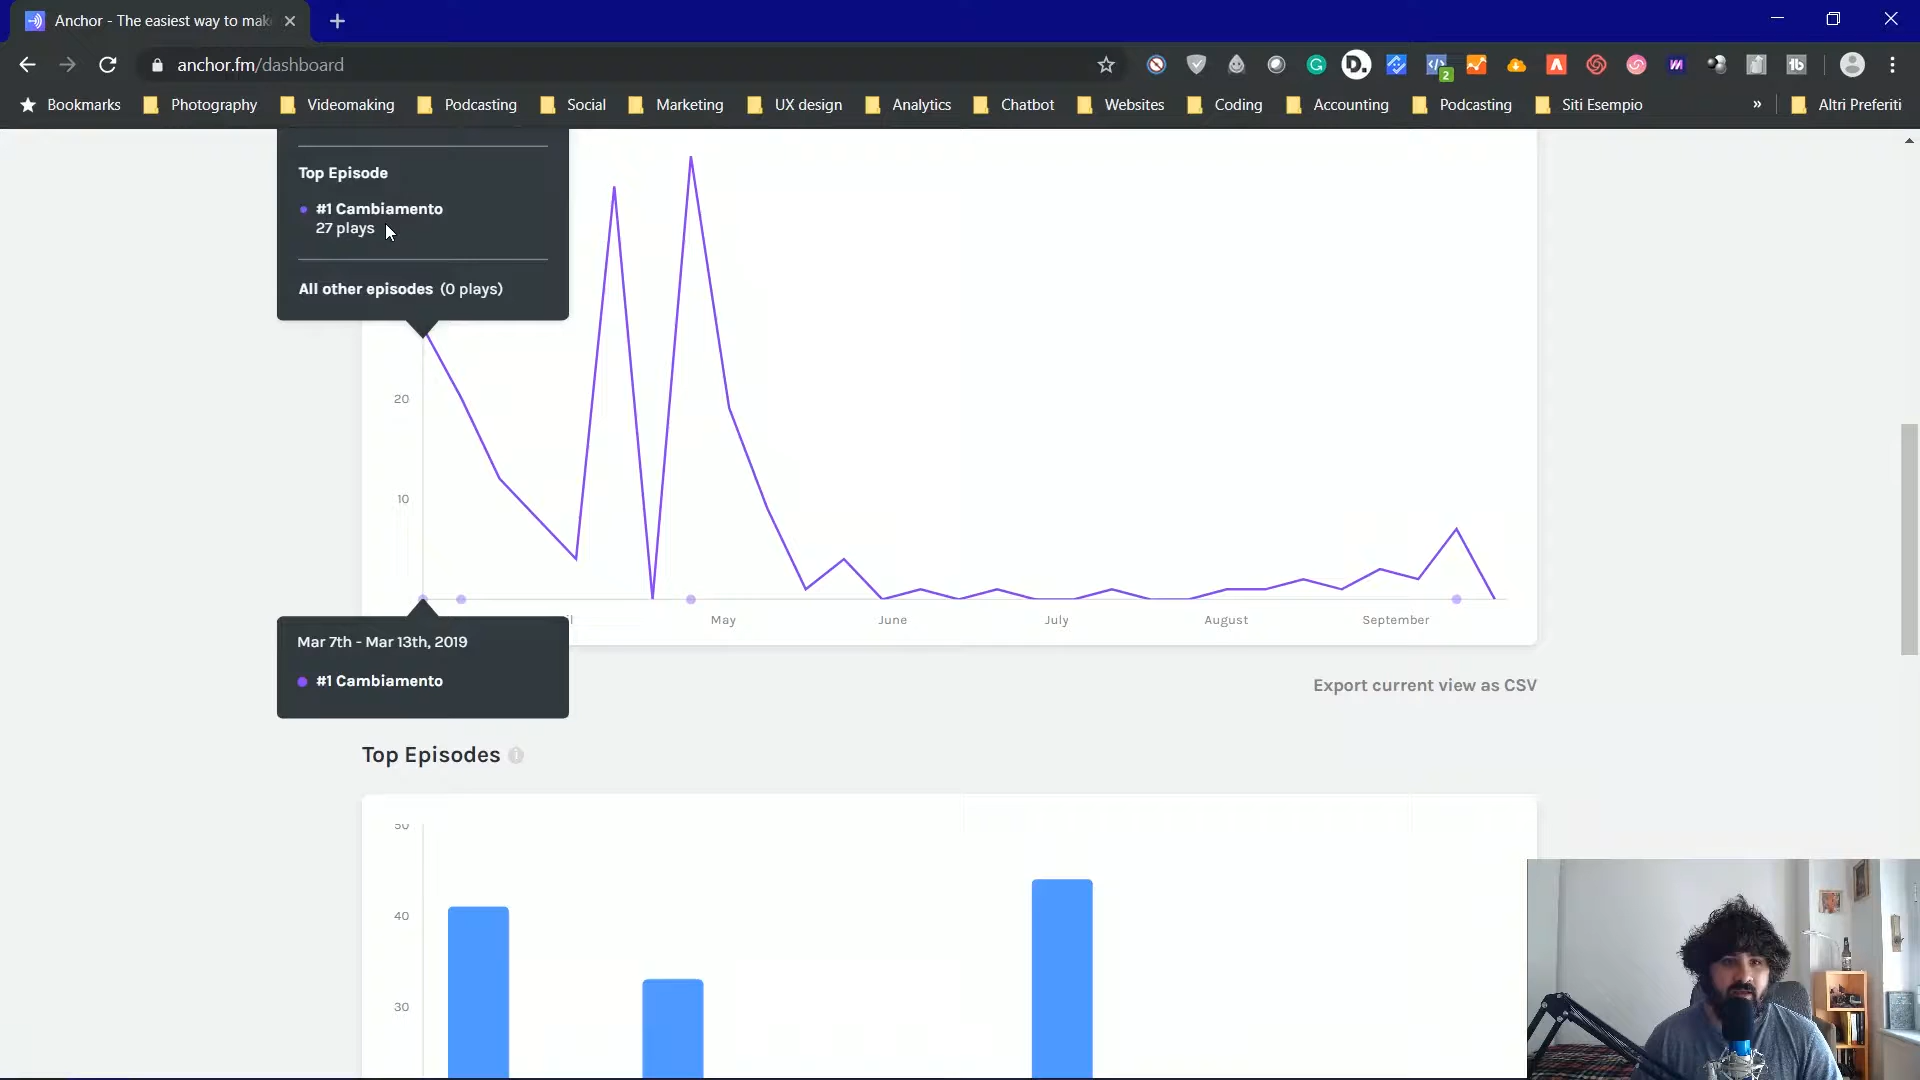 Anchor - The easiest way to mak
anchor.fm/dashboard
2
Bookmarks Photography Videomaking Podcasting Social Marketing UX design Analytics Chatbot Websites Coding Accounting Podcasting Siti Esempio » Altri Preferiti
Top Episode
#1 Cambiamento
27 plays
All other episodes (0 plays)
20
10
May June July August September
Mar 7th - Mar 13th, 2019
#1 Cambiamento
Export current view as CSV
Top Episodes
50
40
30